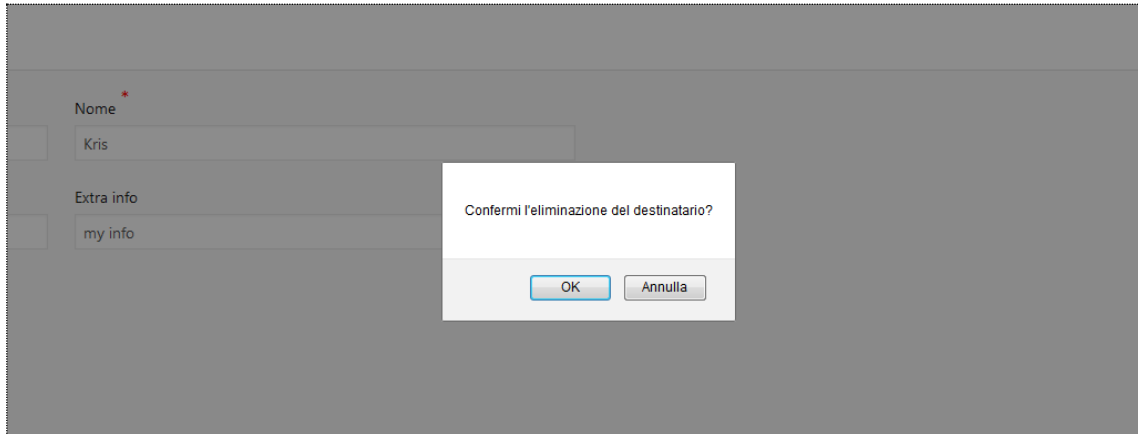 Nome *
Kris
Extra info
my info
Confermi l'eliminazione del destinatario?
OK
Annulla